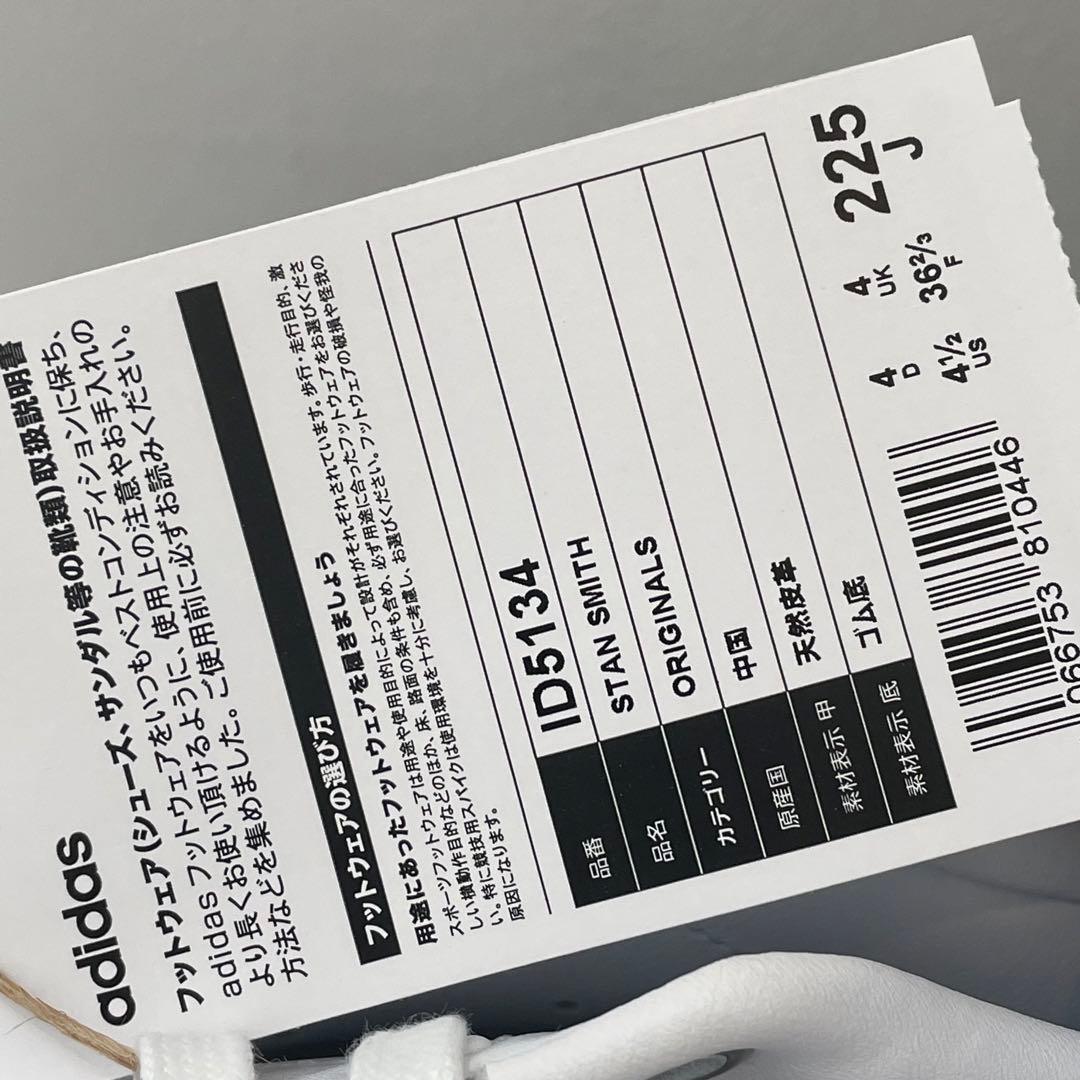 adidas
フットウェア(シューズ、サンダル等の靴類)取扱説明書
adidas フットウェアをいつもベストコンディションに保ち、
より長くお使い頂けるように、使用上の注意やお手入れの
方法などを集めました。ご使用前に必ずお読みください。
フットウェアの選び方
用途にあったフットウェアを履きましょう
スポーツフットウェアは用途や使用目的によって設計がそれぞれされています。歩行・走行目的、激
しい横動作目的などのほか、床、路面の条件も含め、必ず用途に合ったフットウェアをお選びくださ
い。特に競技用スパイクは使用環境を十分に考慮し、お選びください。フットウェアの破損や怪我の
原因になります。
品番 ID5134
品名 STAN SMITH
カテゴリー ORIGINALS
原産国 中国
素材表示 甲 天然皮革
素材表示 底 ゴム底
4 D
4 UK
225 J
4½ US
36⅔ F
066753 810446